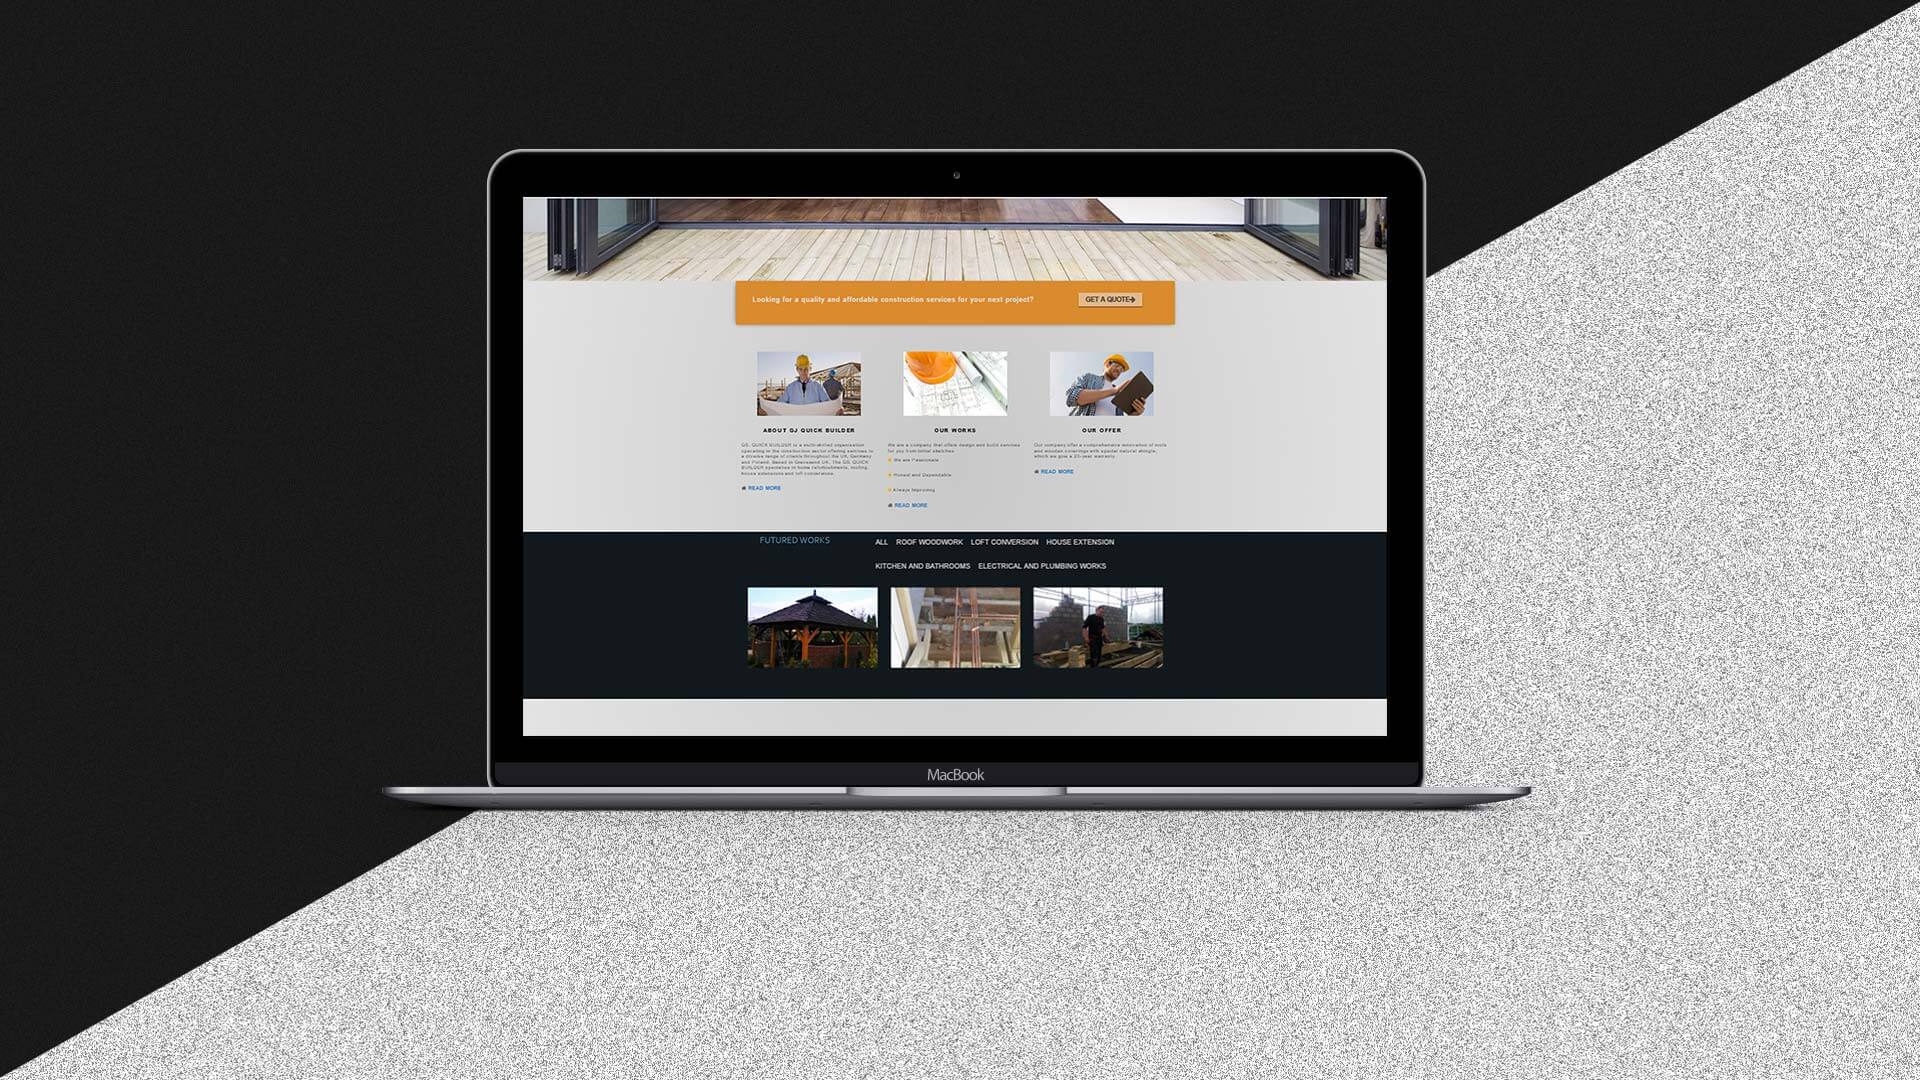 Looking for a quality and affordable construction services for your next project?
GET A QUOTE
ABOUT GJ QUICK BUILDER
GJ. QUICK BUILDER is a multi-skilled organisation
operating in the construction sector offering services to
a diverse range of clients throughout the UK, Germany
and Poland. Based in Gravesend UK, The GJ. QUICK
BUILDER specialise in home refurbishments, roofing,
house extensions and loft conversions.
READ MORE
OUR WORKS
We are a company that offers design and build services
for you from initial sketches
We are Passionate
Honest and Dependable
Always Improving
READ MORE
OUR OFFER
Our company offer a comprehensive renovation of roofs
and wooden coverings with special natural shingle,
which we give a 20-year warranty.
READ MORE
FUTURED WORKS
ALL ROOF WOODWORK LOFT CONVERSION HOUSE EXTENSION
KITCHEN AND BATHROOMS ELECTRICAL AND PLUMBING WORKS
MacBook